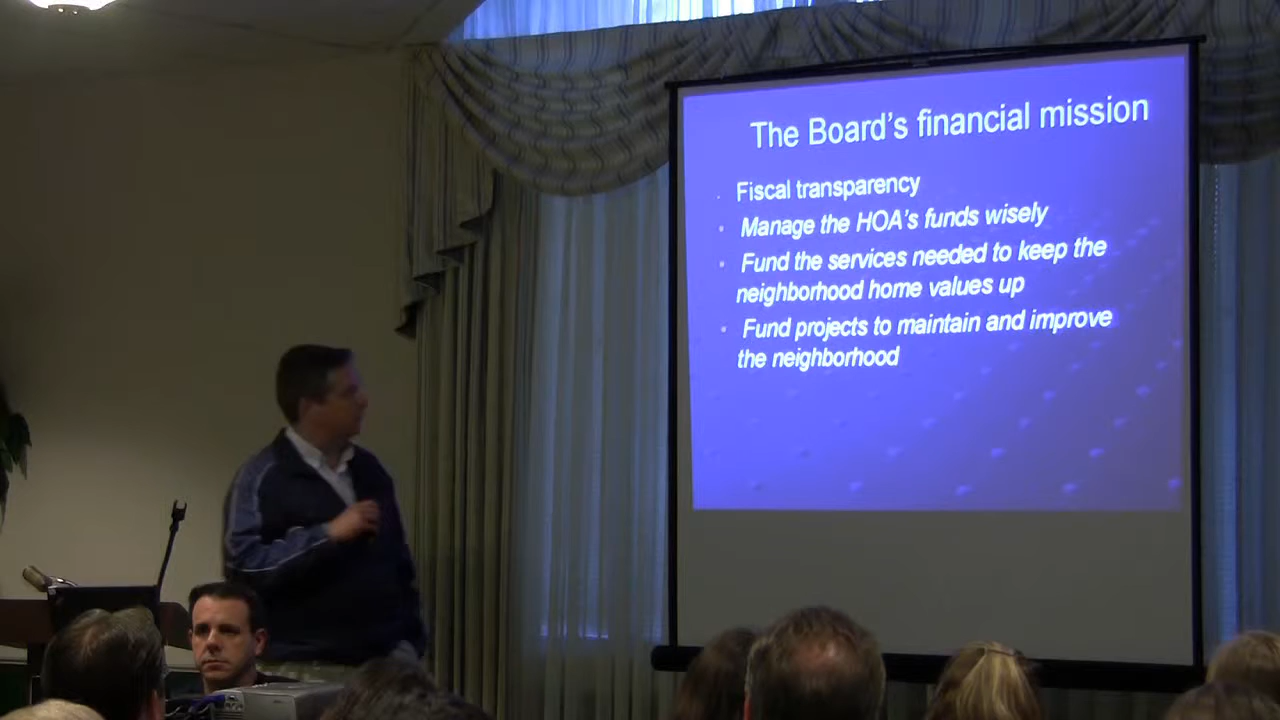 The Board's financial mission
Fiscal transparency
• Manage the HOA's funds wisely
• Fund the services needed to keep the
neighborhood home values up
• Fund projects to maintain and improve
the neighborhood